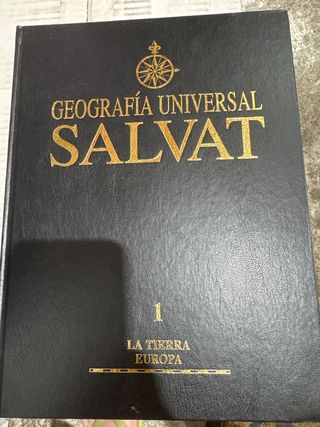 GEOGRAFÍA UNIVERSAL
SALVAT
1
LA TIERRA
EUROPA